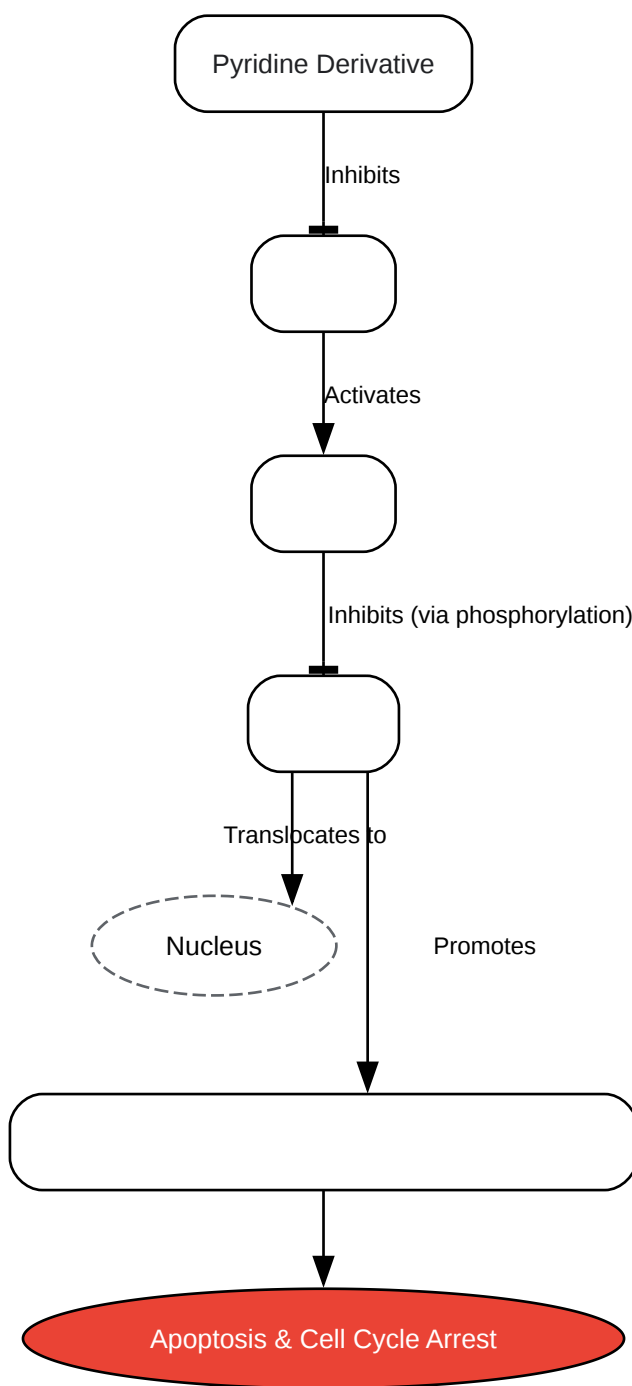 Pyridine Derivative
Inhibits
Activates
Inhibits (via phosphorylation)
Translocates to
Nucleus
Promotes
Apoptosis & Cell Cycle Arrest